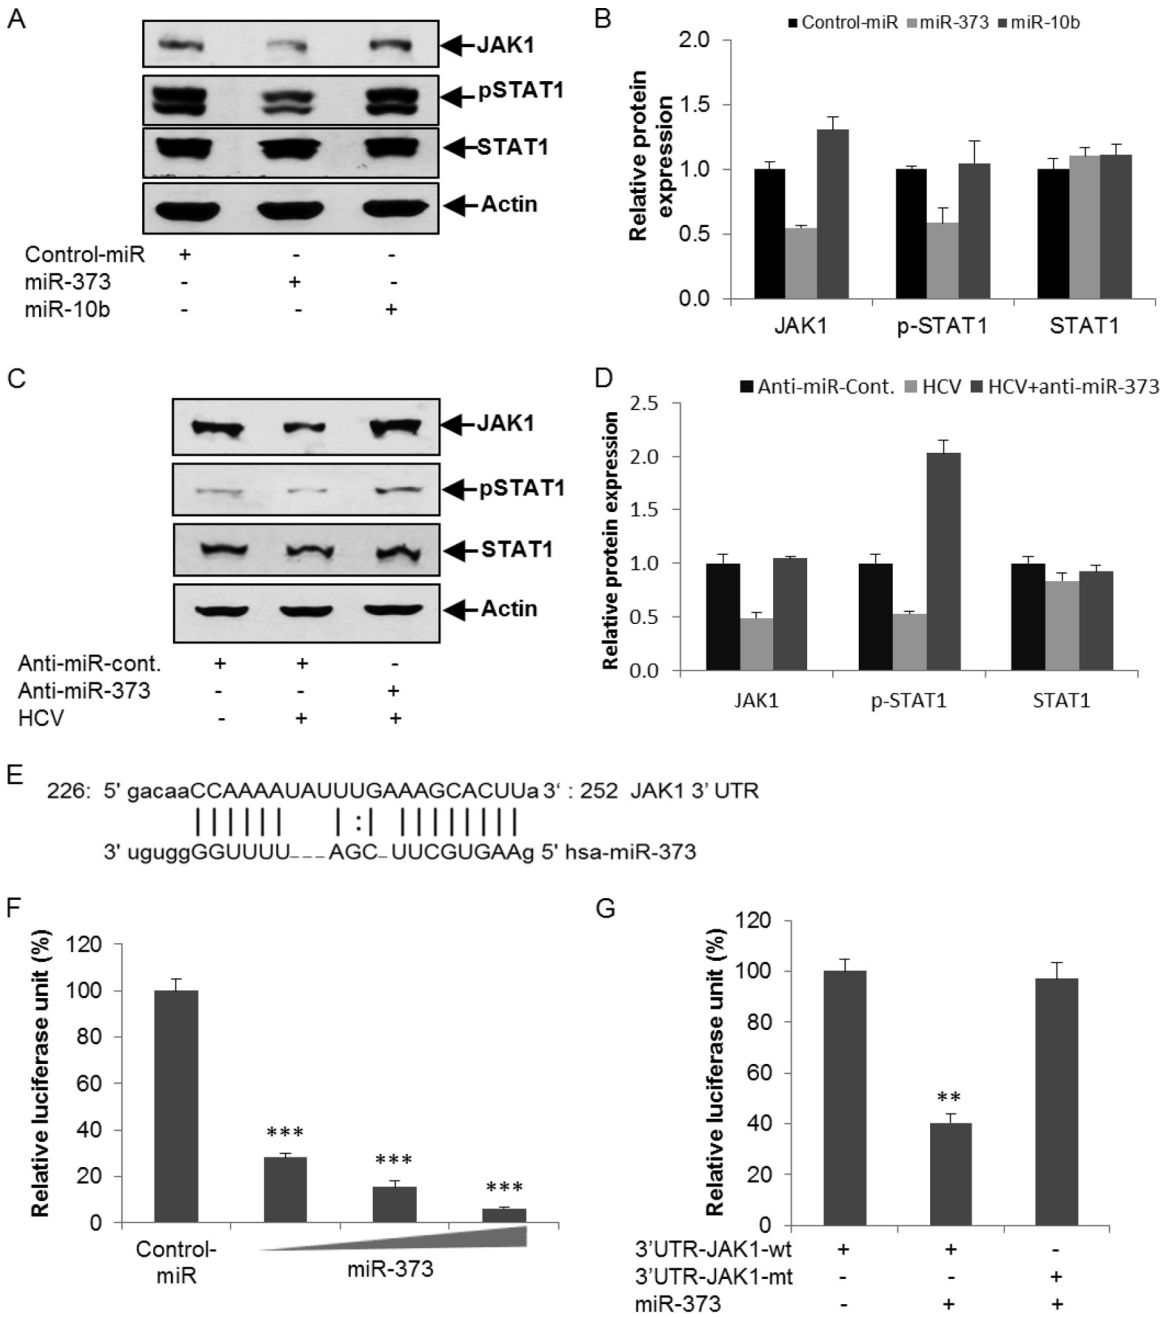 A
JAK1
pSTAT1
STAT1
Actin
Control-miR + - -
miR-373 - + -
miR-10b - - +
B
Control-miR miR-373 miR-10b
Relative protein
expression
2.0
1.5
1.0
0.5
0.0
JAK1 p-STAT1 STAT1
C
JAK1
pSTAT1
STAT1
Actin
Anti-miR-cont. + + -
Anti-miR-373 - - +
HCV - + +
D
Anti-miR-Cont. HCV HCV+anti-miR-373
Relative protein expression
2.5
2.0
1.5
1.0
0.5
0.0
JAK1 p-STAT1 STAT1
E
226: 5' gacaaCCAAAAUAUUUGAAAGCACUUa 3‘ : 252 JAK1 3’ UTR
3' uguggGGUUUU___AGC_UUCGUGAAg 5' hsa-miR-373
F
Relative luciferase unit (%)
120
100
80
60
40
20
0
***
***
***
Control-
miR
miR-373
G
Relative luciferase unit (%)
120
100
80
60
40
20
0
**
3’UTR-JAK1-wt + + -
3’UTR-JAK1-mt - - +
miR-373 - + +